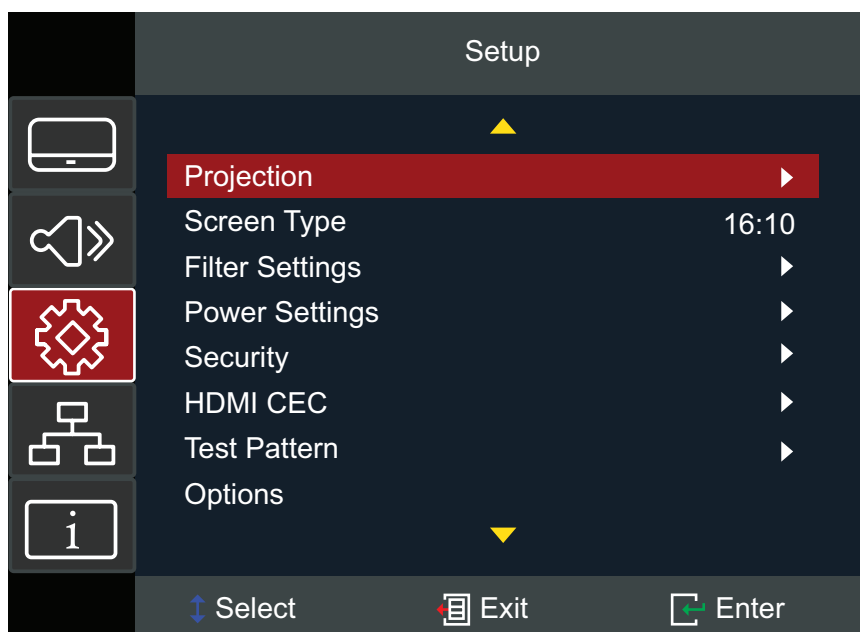 Setup
Projection
Screen Type 16:10
Filter Settings
Power Settings
Security
HDMI CEC
Test Pattern
Options
i
Select Exit Enter